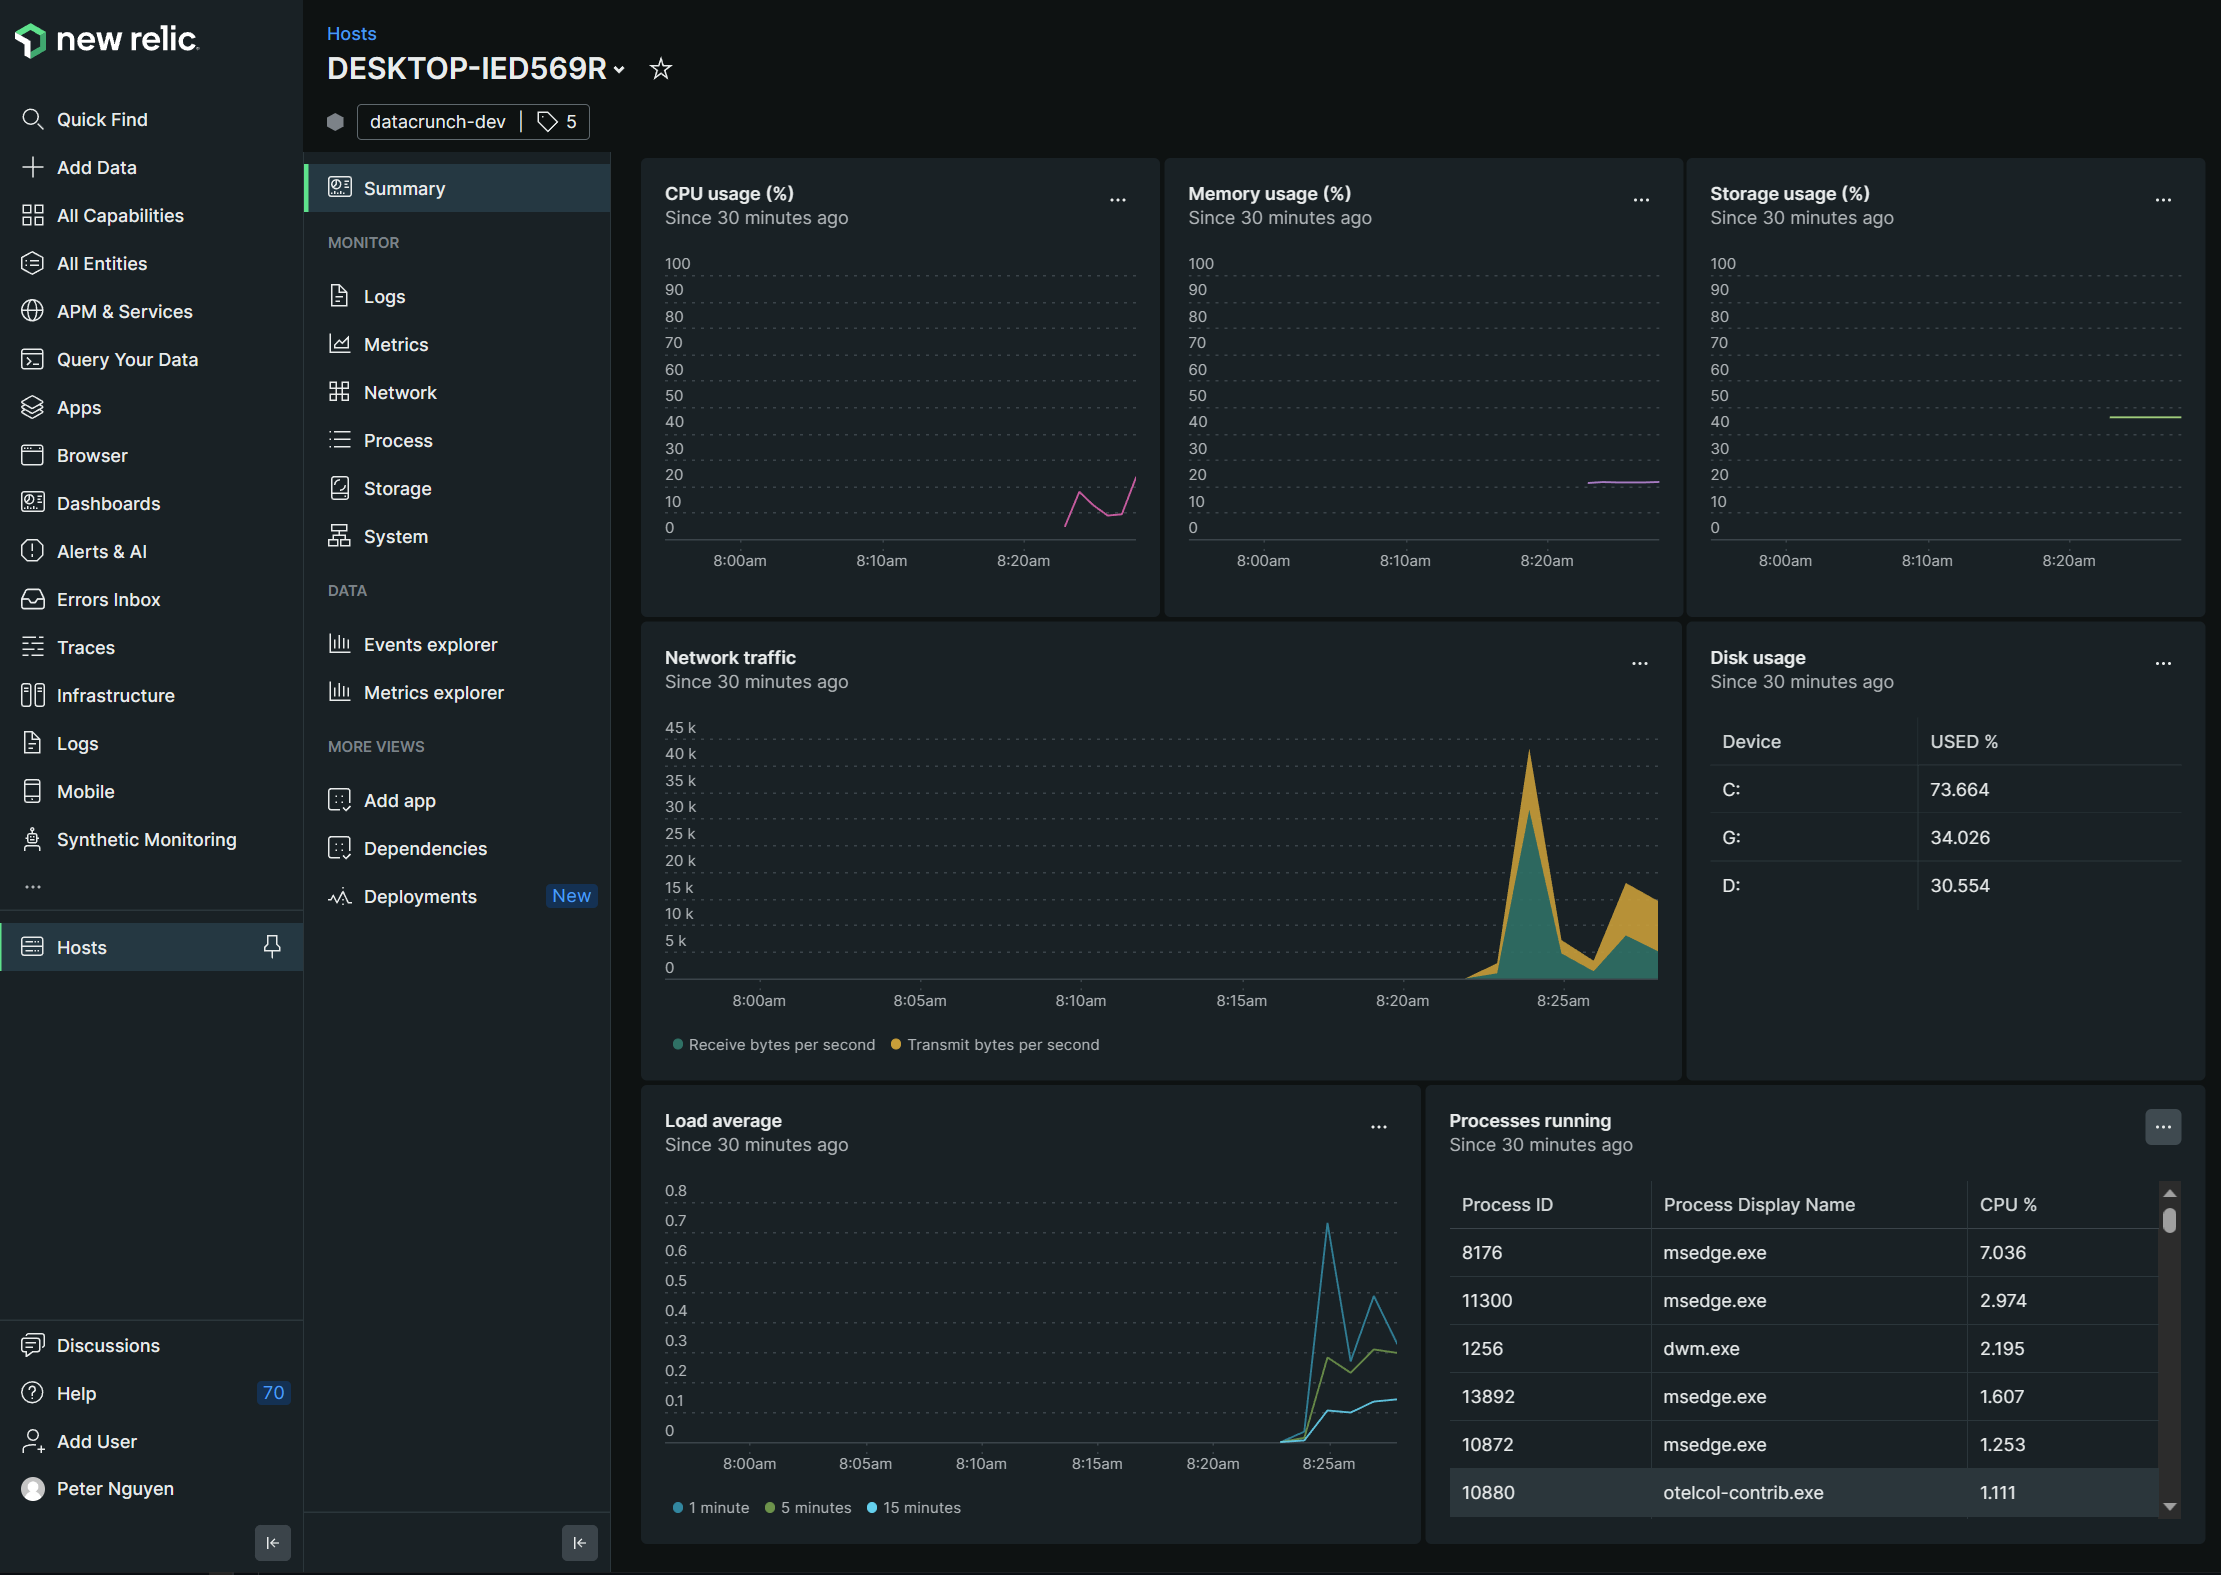 new relic
Quick Find
Add Data
All Capabilities
All Entities
APM & Services
Query Your Data
Apps
Browser
Dashboards
Alerts & AI
Errors Inbox
Traces
Infrastructure
Logs
Mobile
Synthetic Monitoring
...
Hosts
Discussions
Help 70
Add User
Peter Nguyen
Hosts
DESKTOP-IED569R
datacrunch-dev | 5
Summary
MONITOR
Logs
Metrics
Network
Process
Storage
System
DATA
Events explorer
Metrics explorer
MORE VIEWS
Add app
Dependencies
Deployments New
CPU usage (%)
Since 30 minutes ago
100
90
80
70
60
50
40
30
20
10
0
8:00am 8:10am 8:20am
Memory usage (%)
Since 30 minutes ago
100
90
80
70
60
50
40
30
20
10
0
8:00am 8:10am 8:20am
Storage usage (%)
Since 30 minutes ago
100
90
80
70
60
50
40
30
20
10
0
8:00am 8:10am 8:20am
Network traffic
Since 30 minutes ago
45 k
40 k
35 k
30 k
25 k
20 k
15 k
10 k
5 k
0
8:00am 8:05am 8:10am 8:15am 8:20am 8:25am
Receive bytes per second Transmit bytes per second
Disk usage
Since 30 minutes ago
Device USED %
C: 73.664
G: 34.026
D: 30.554
Load average
Since 30 minutes ago
0.8
0.7
0.6
0.5
0.4
0.3
0.2
0.1
0
8:00am 8:05am 8:10am 8:15am 8:20am 8:25am
1 minute 5 minutes 15 minutes
Processes running
Since 30 minutes ago
Process ID Process Display Name CPU %
8176 msedge.exe 7.036
11300 msedge.exe 2.974
1256 dwm.exe 2.195
13892 msedge.exe 1.607
10872 msedge.exe 1.253
10880 otelcol-contrib.exe 1.111